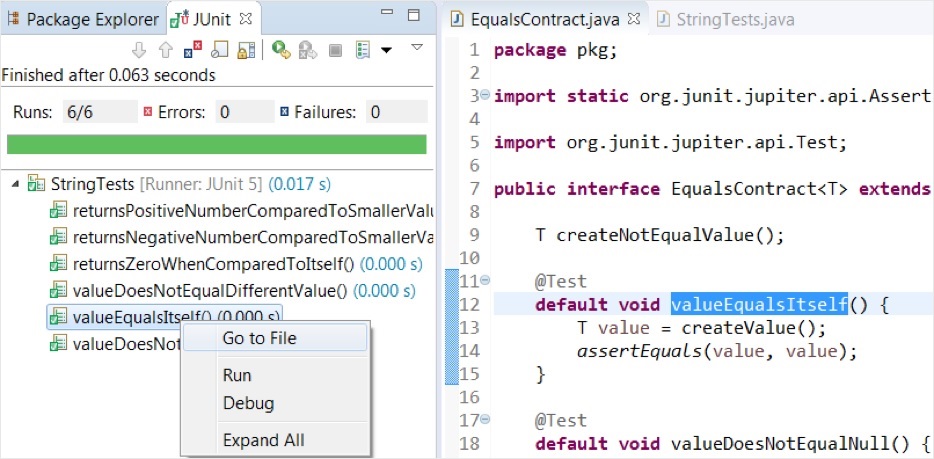 Package Explorer JUnit
Finished after 0.063 seconds
Runs: 6/6 Errors: 0 Failures: 0
StringTests [Runner: JUnit 5] (0.017 s)
returnsPositiveNumberComparedToSmallerValu
returnsNegativeNumberComparedToSmallerVa
returnsZeroWhenComparedToItself() (0.000 s)
valueDoesNotEqualDifferentValue() (0.000 s)
valueEqualsItself() (0.000 s)
valueDoesNot
Go to File
Run
Debug
Expand All
EqualsContract.java StringTests.java
1 package pkg;
2
3 import static org.junit.jupiter.api.Assert
5 import org.junit.jupiter.api.Test;
6
7 public interface EqualsContract<T> extends
8
9 T createNotEqualValue();
10
11 @Test
12 default void valueEqualsItself() {
13 T value = createValue();
14 assertEquals(value, value);
15 }
16
17 @Test
18 default void valueDoesNotEqualNull() {